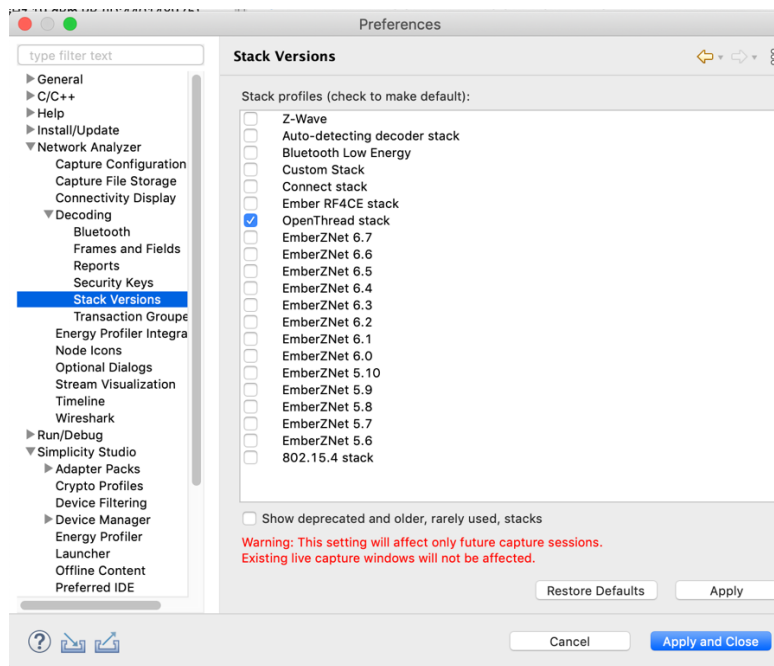 Preferences
type filter text
General
C/C++
Help
Install/Update
Network Analyzer
Capture Configuration
Capture File Storage
Connectivity Display
Decoding
Bluetooth
Frames and Fields
Reports
Security Keys
Stack Versions
Transaction Groupe
Energy Profiler Integra
Node Icons
Optional Dialogs
Stream Visualization
Timeline
Wireshark
Run/Debug
Simplicity Studio
Adapter Packs
Crypto Profiles
Device Filtering
Device Manager
Energy Profiler
Launcher
Offline Content
Preferred IDE
Stack Versions
Stack profiles (check to make default):
Z-Wave
Auto-detecting decoder stack
Bluetooth Low Energy
Custom Stack
Connect stack
Ember RF4CE stack
OpenThread stack
EmberZNet 6.7
EmberZNet 6.6
EmberZNet 6.5
EmberZNet 6.4
EmberZNet 6.3
EmberZNet 6.2
EmberZNet 6.1
EmberZNet 6.0
EmberZNet 5.10
EmberZNet 5.9
EmberZNet 5.8
EmberZNet 5.7
EmberZNet 5.6
802.15.4 stack
Show deprecated and older, rarely used, stacks
Warning: This setting will affect only future capture sessions.
Existing live capture windows will not be affected.
Restore Defaults
Apply
?
Cancel
Apply and Close